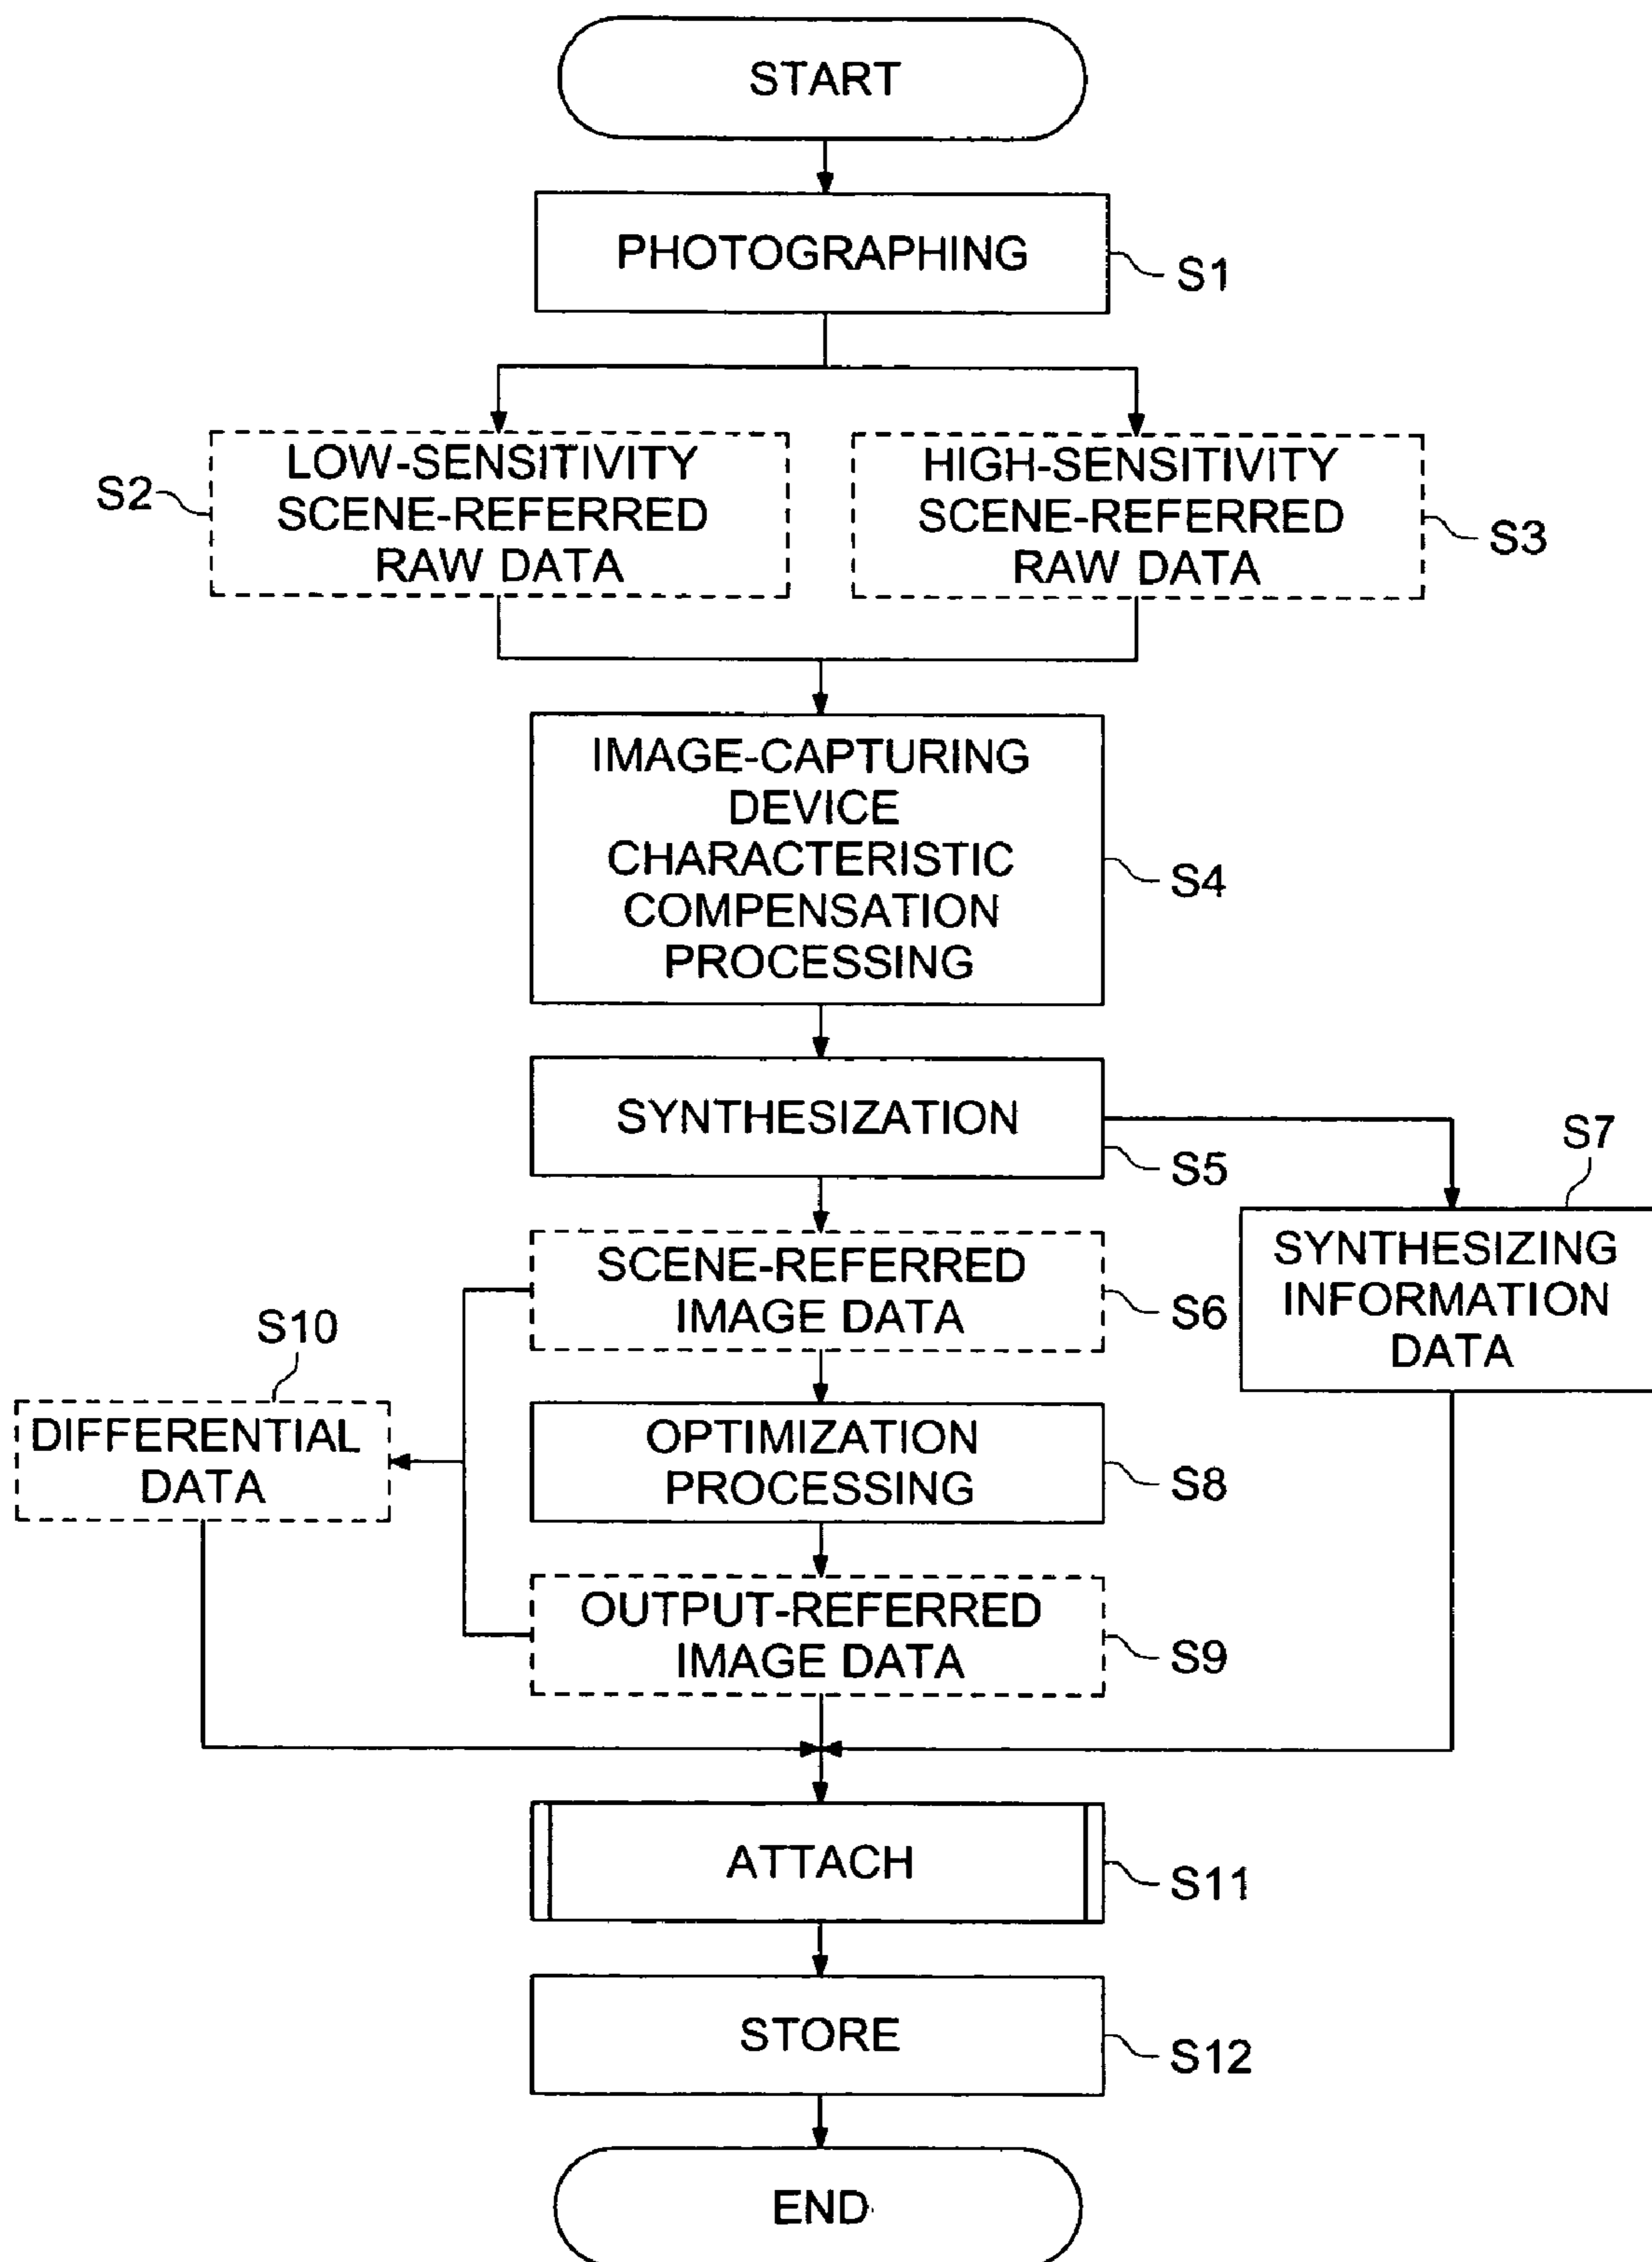 START
PHOTOGRAPHING
S1
LOW-SENSITIVITY
SCENE-REFERRED
RAW DATA
S2
HIGH-SENSITIVITY
SCENE-REFERRED
RAW DATA
S3
IMAGE-CAPTURING
DEVICE
CHARACTERISTIC
COMPENSATION
PROCESSING
S4
SYNTHESIZATION
S5
S7
SYNTHESIZING
INFORMATION
DATA
SCENE-REFERRED
IMAGE DATA
S6
S10
DIFFERENTIAL
DATA
OPTIMIZATION
PROCESSING
S8
OUTPUT-REFERRED
IMAGE DATA
S9
ATTACH
S11
STORE
S12
END